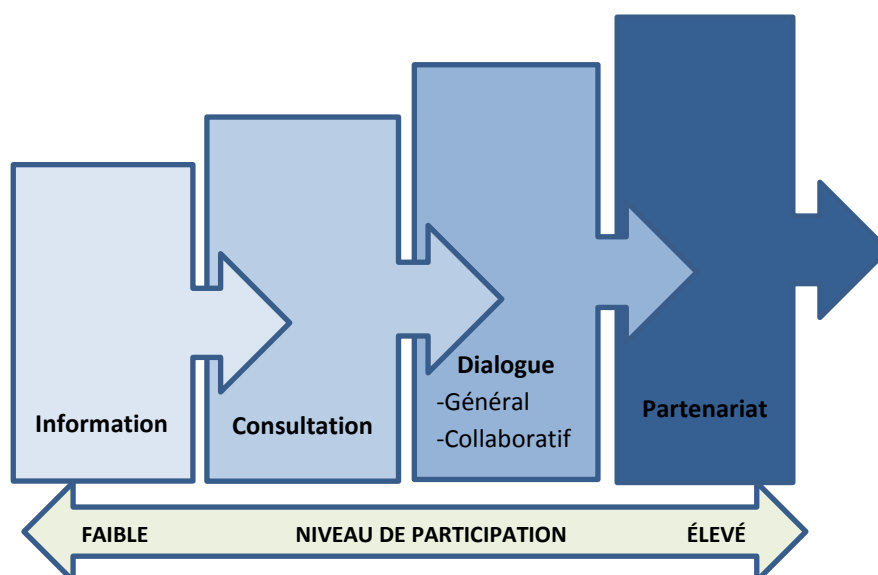 Information
Consultation
Dialogue
-Général
-Collaboratif
Partenariat
FAIBLE NIVEAU DE PARTICIPATION ÉLEVÉ